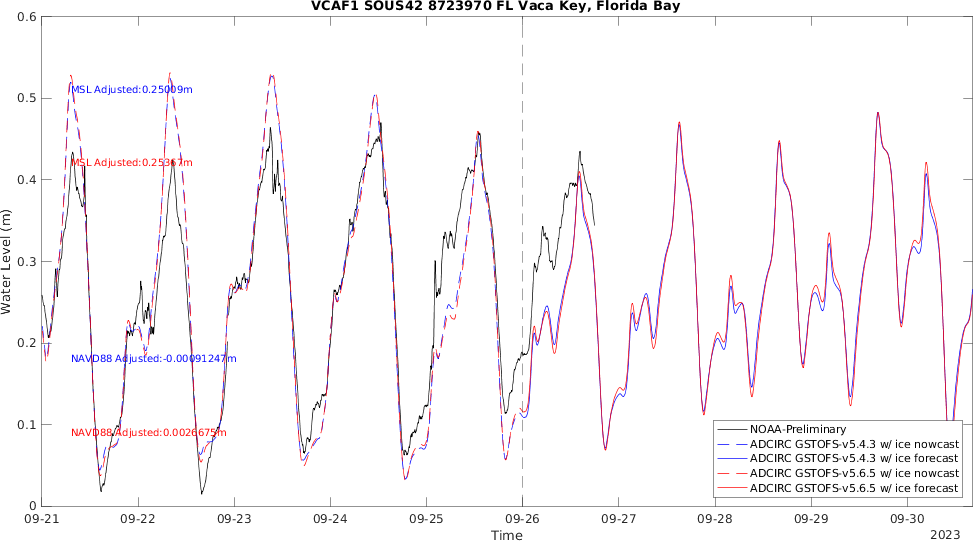 VCAF1 SOUS42 8723970 FL Vaca Key, Florida Bay
0.6
0.5
0.4
0.3
0.2
0.1
0
Water Level (m)
MSL Adjusted:0.25009m
MSL Adjusted:0.25367m
NAVD88 Adjusted:-0.00091247m
NAVD88 Adjusted:0.0026675m
NOAA-Preliminary
ADCIRC GSTOFS-v5.4.3 w/ ice nowcast
ADCIRC GSTOFS-v5.4.3 w/ ice forecast
ADCIRC GSTOFS-v5.6.5 w/ ice nowcast
ADCIRC GSTOFS-v5.6.5 w/ ice forecast
09-21 09-22 09-23 09-24 09-25 09-26 09-27 09-28 09-29 09-30
Time
2023